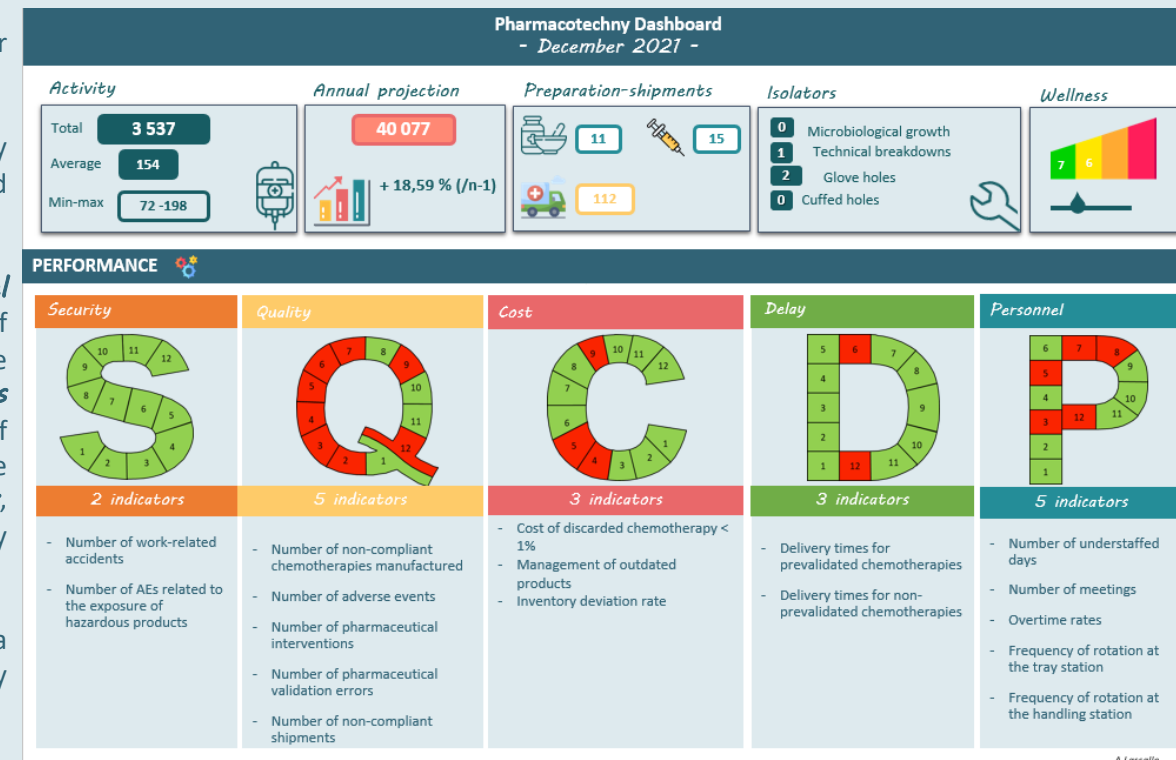 Pharmacotechny Dashboard
- December 2021 -
Activity
Total 3 537
Average 154
Min-max 72 -198
Annual projection
40 077
+ 18,59 % (/n-1)
Preparation-shipments
11 15
112
Isolators
0 Microbiological growth
1 Technical breakdowns
2 Glove holes
0 Cuffed holes
Wellness
7 6
PERFORMANCE
Security
12 11 10 9 8 7 6 5 4 3 2 1
2 indicators
- Number of work-related
accidents
- Number of AEs related to
the exposure of
hazardous products
Quality
1 2 3 4 5 6 7 8 9 10 11 12
5 indicators
- Number of non-compliant
chemotherapies manufactured
- Number of adverse events
- Number of pharmaceutical
interventions
- Number of pharmaceutical
validation errors
- Number of non-compliant
shipments
Cost
1 2 3 4 5 6 7 8 9 10 11 12
3 indicators
- Cost of discarded chemotherapy <
1%
- Management of outdated
products
- Inventory deviation rate
Delay
1 2 3 4 5 6 7 8 9 10 11 12
3 indicators
- Delivery times for
prevalidated chemotherapies
- Delivery times for non-
prevalidated chemotherapies
Personnel
1 2 3 4 5 6 7 8 9 10 11 12
5 indicators
- Number of understaffed
days
- Number of meetings
- Overtime rates
- Frequency of rotation at
the tray station
- Frequency of rotation at
the handling station